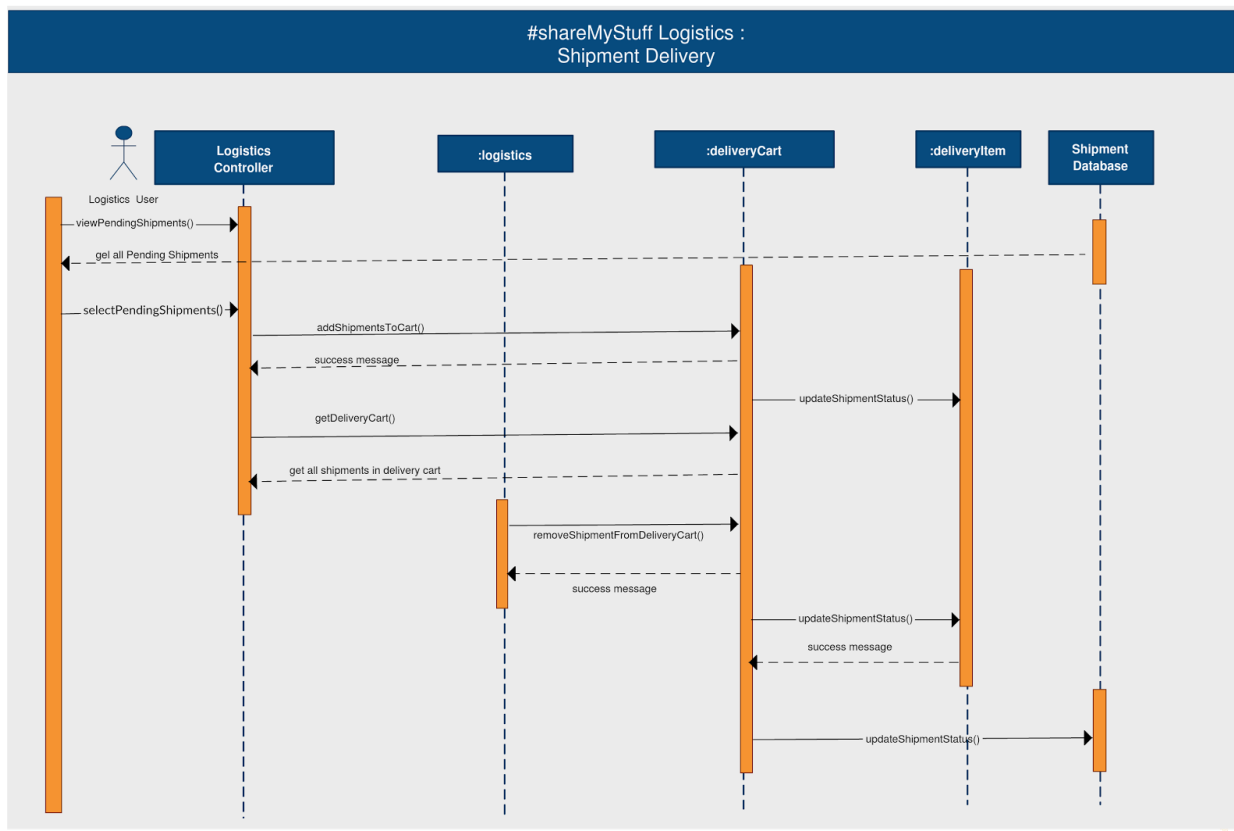 #shareMyStuff Logistics :
Shipment Delivery
Logistics
Controller
:logistics
:deliveryCart
:deliveryItem
Shipment
Database
Logistics User
viewPendingShipments()
gel all Pending Shipments
selectPendingShipments()
addShipmentsToCart()
success message
updateShipmentStatus()
getDeliveryCart()
get all shipments in delivery cart
removeShipmentFromDeliveryCart()
success message
updateShipmentStatus()
success message
updateShipmentStatus()